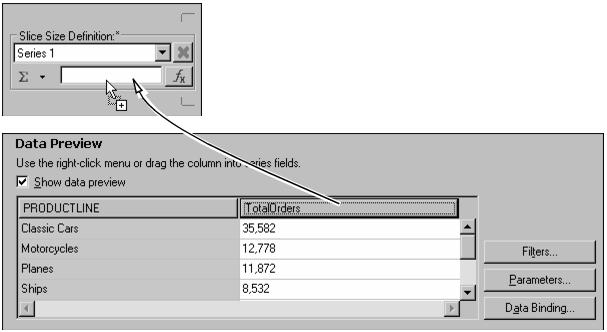 Slice Size Definition:*
Series 1
Σ fx
Data Preview
Use the right-click menu or drag the column into series fields.
Show data preview
PRODUCTLINE TotalOrders
Classic Cars 35,582
Motorcycles 12,778
Planes 11,872
Ships 8,532
Filters...
Parameters...
Data Binding...